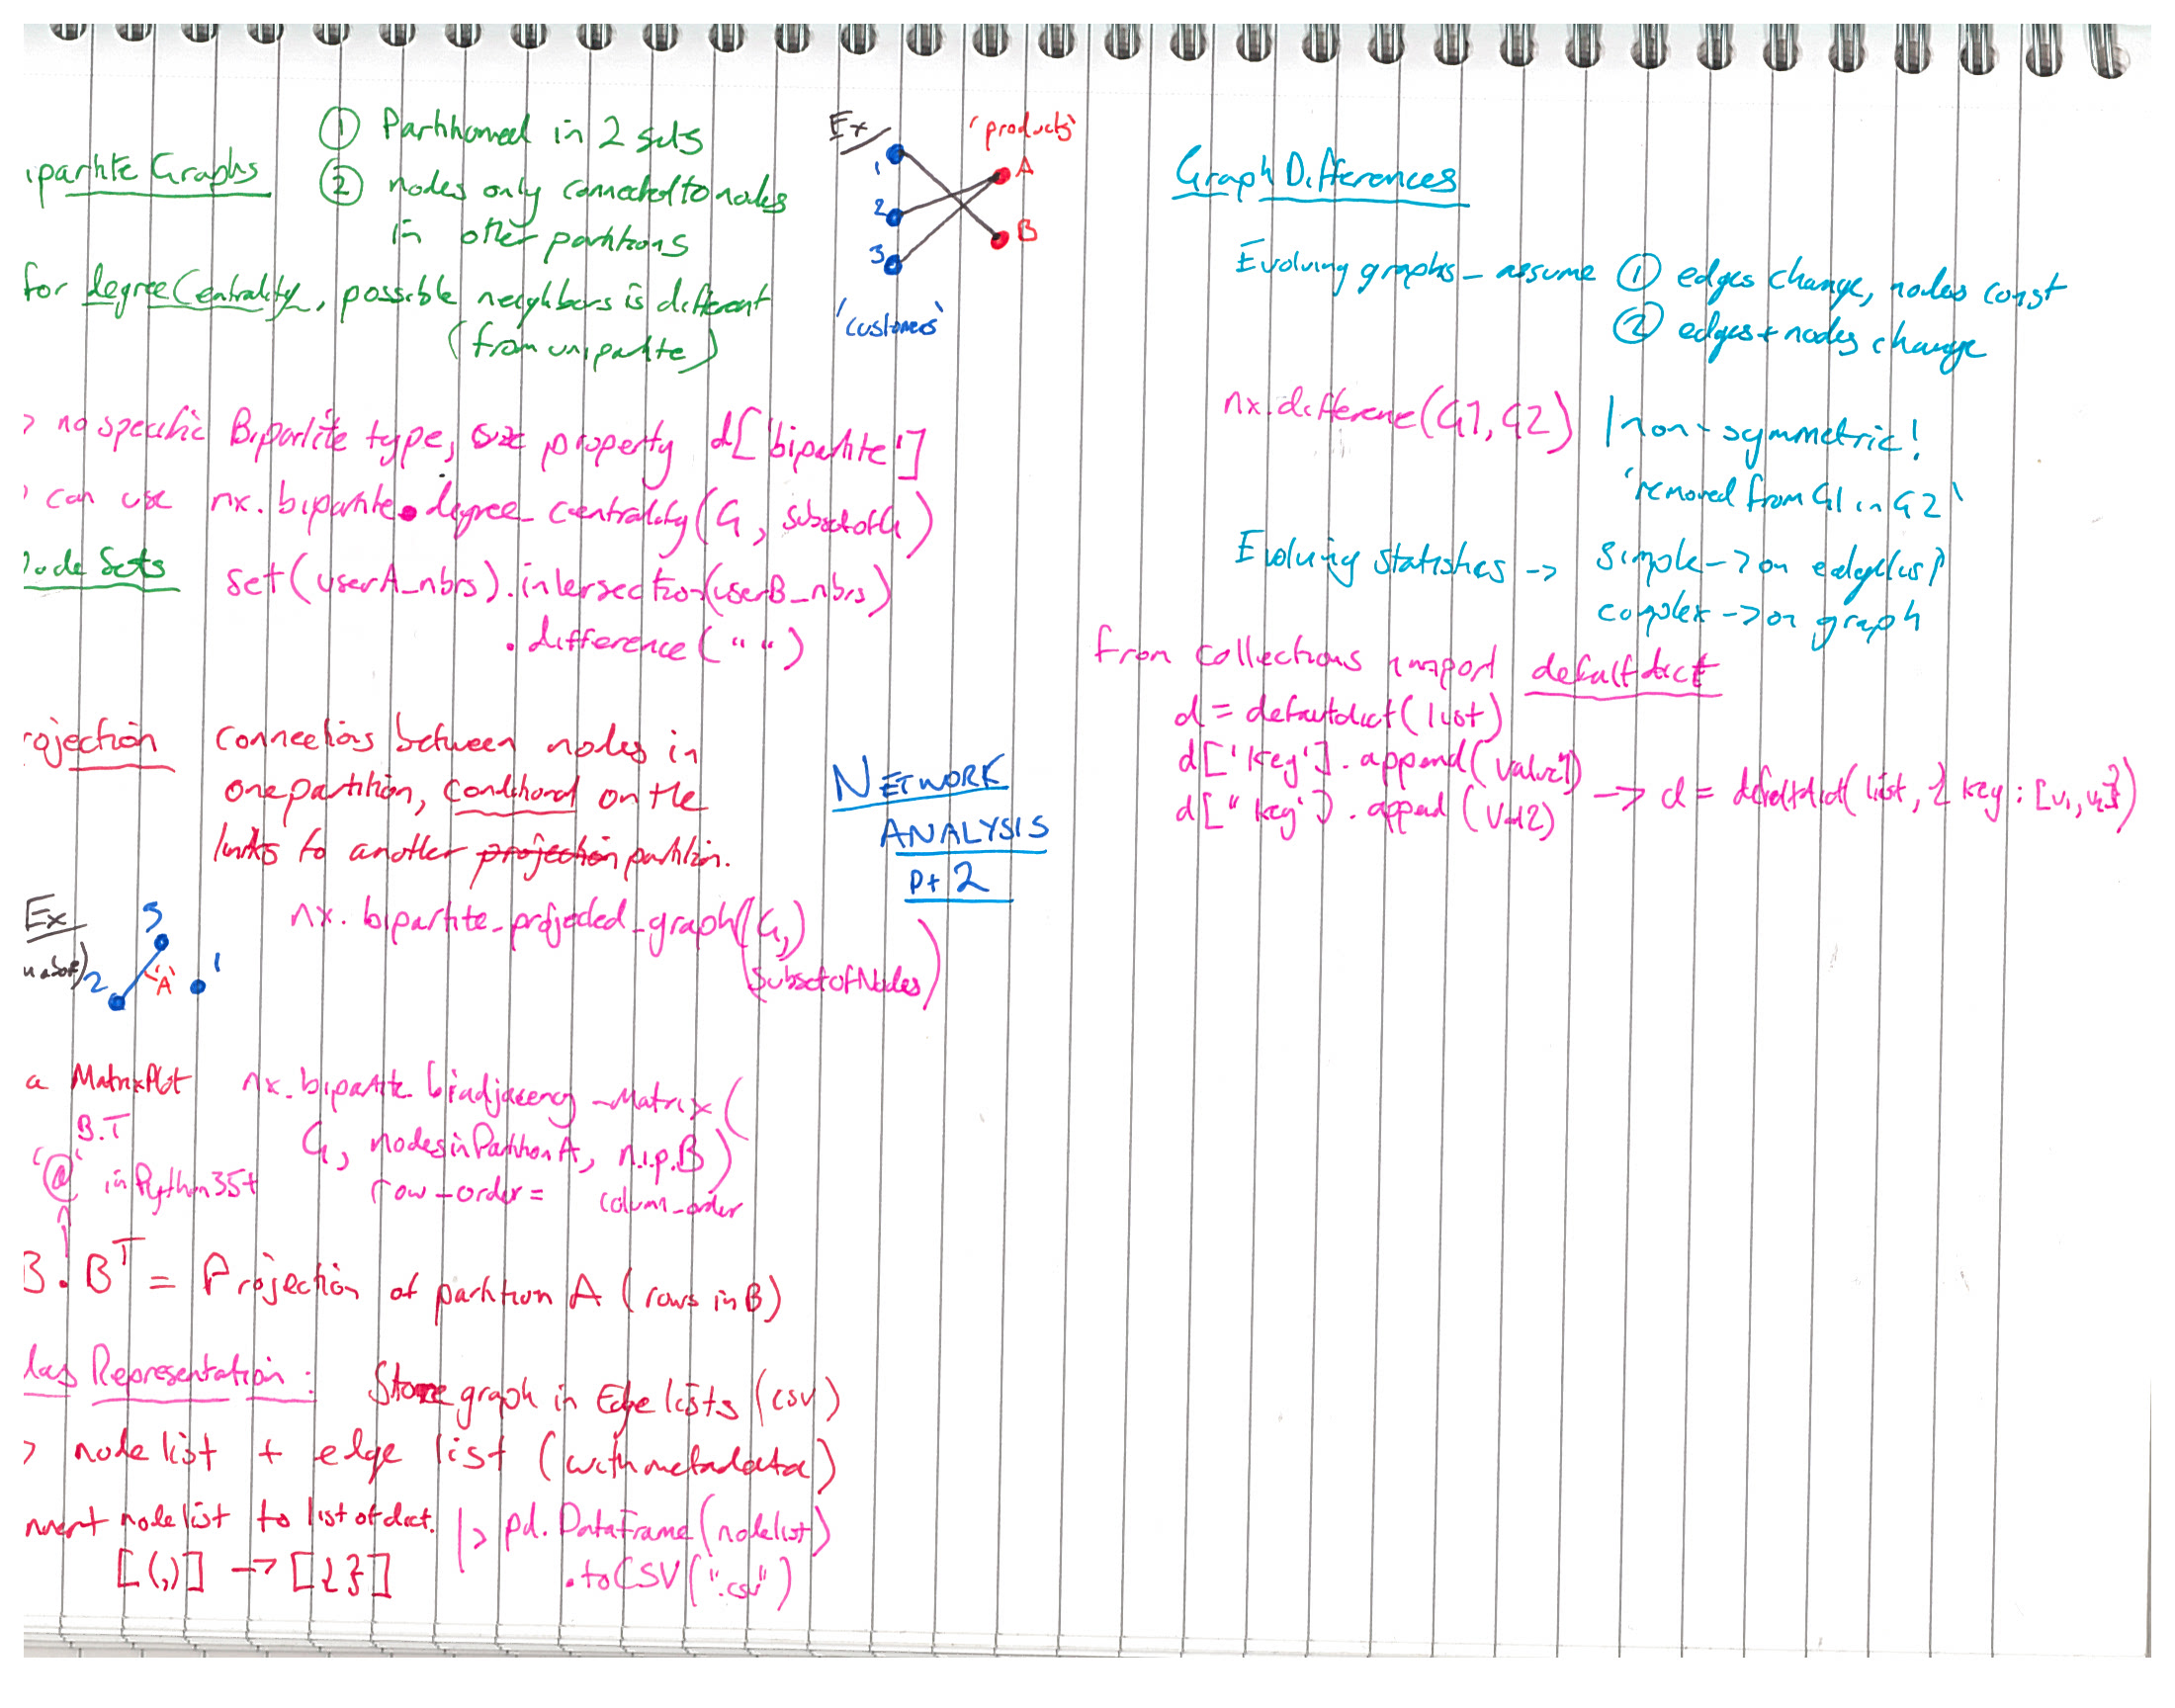 ipartite Graphs
① Partitioned in 2 sets
② nodes only connected to nodes
in other partitions
for degree Centrality, possible neighbors is different
(from unipartite)
Ex
'products'
1
2
3
A
B
'customers'
> no specific Bipartite type, use property d['bipartite']
> can use nx.bipartite.degree_centrality(G, subsetofG)
Node Sets
set(userA_nbrs).intersection(userB_nbrs)
.difference(" ")
rojection
connections between nodes in
one partition, conditional on the
links to another projection partition.
nx.bipartite_projected_graph(G,
SubsetofNodes)
Ex
3
2
'A'
1
a MatrixPlot
nx.bipartite biadjacency_matrix(
G, nodesinPartitionA, n.i.p.B)
row_order=
column_order
B.T
'@' in Python35+
B.Bᵀ = Projection of partition A (rows in B)
das Representation:
Store graph in Edge lists (csv)
> node list + edge list (with metadata)
nvert node list to list of dict.
[(,)] -> [{}]
|> pd.DataFrame(nodelist)
.toCSV(".csv")
NETWORK
ANALYSIS
pt 2
Graph Differences
Evolving graphs - assume ① edges change, nodes const
② edges + nodes change
nx.difference(G1,G2) | non-symmetric!
'removed from G1 in G2'
Evolving statistics -> simple -> on edgelist
complex -> on graph
from collections import defaultdict
d = defaultdict(list)
d['key'].append(value1)
d["key'].append(val2)
-> d = defaultdict(list, {key:[v1,v2]})